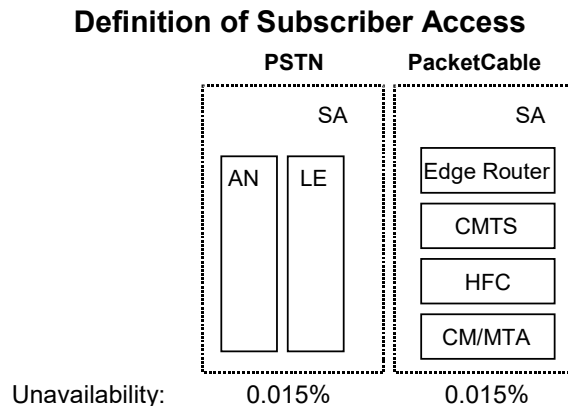 Definition of Subscriber Access
PSTN PacketCable
SA SA
AN LE Edge Router
CMTS
HFC
CM/MTA
Unavailability: 0.015% 0.015%